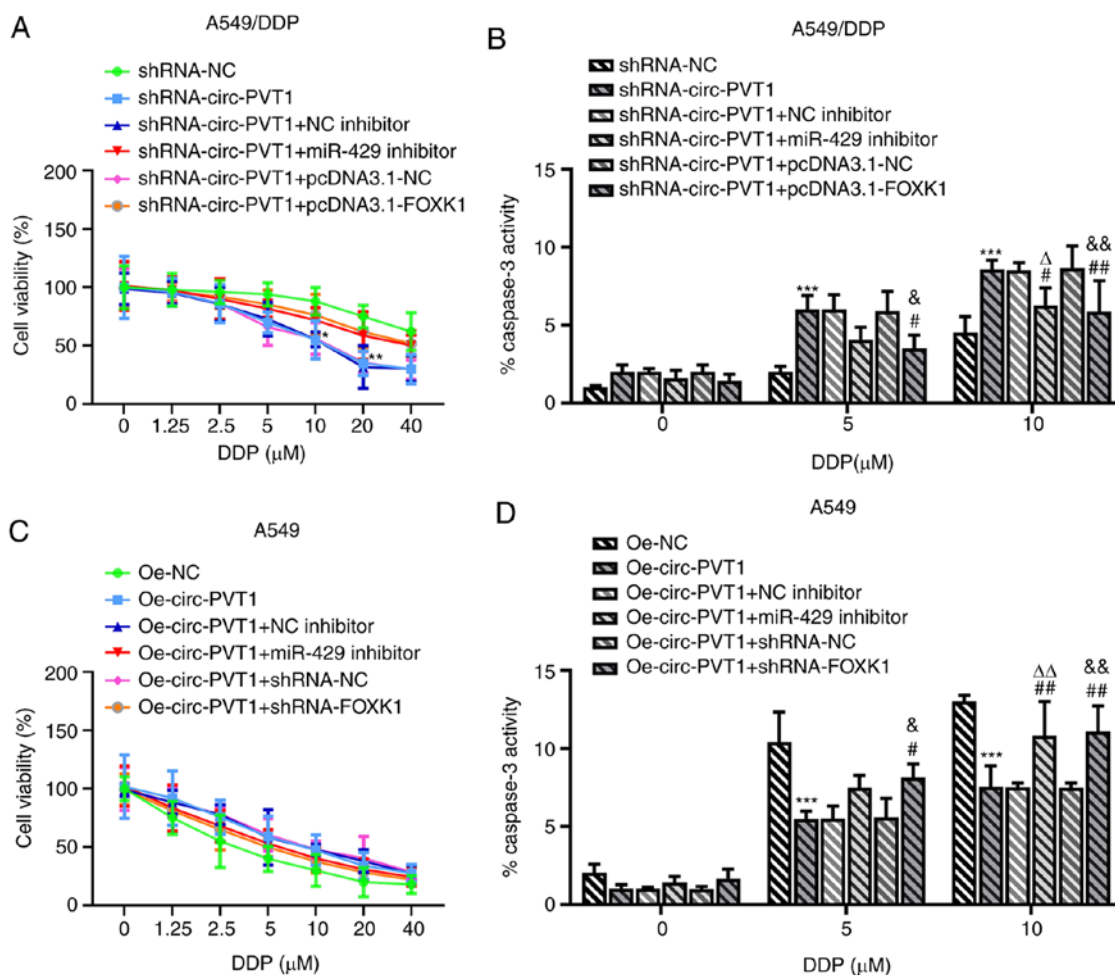 A
A549/DDP
shRNA-NC
shRNA-circ-PVT1
shRNA-circ-PVT1+NC inhibitor
shRNA-circ-PVT1+miR-429 inhibitor
shRNA-circ-PVT1+pcDNA3.1-NC
shRNA-circ-PVT1+pcDNA3.1-FOXK1
Cell viability (%)
200
150
100
50
0
*
**
0 1.25 2.5 5 10 20 40
DDP (μM)
B
A549/DDP
shRNA-NC
shRNA-circ-PVT1
shRNA-circ-PVT1+NC inhibitor
shRNA-circ-PVT1+miR-429 inhibitor
shRNA-circ-PVT1+pcDNA3.1-NC
shRNA-circ-PVT1+pcDNA3.1-FOXK1
% caspase-3 activity
15
10
5
0
***
&
#
***
Δ
#
&&
##
0 5 10
DDP(μM)
C
A549
Oe-NC
Oe-circ-PVT1
Oe-circ-PVT1+NC inhibitor
Oe-circ-PVT1+miR-429 inhibitor
Oe-circ-PVT1+shRNA-NC
Oe-circ-PVT1+shRNA-FOXK1
Cell viability (%)
200
150
100
50
0
0 1.25 2.5 5 10 20 40
DDP (μM)
D
A549
Oe-NC
Oe-circ-PVT1
Oe-circ-PVT1+NC inhibitor
Oe-circ-PVT1+miR-429 inhibitor
Oe-circ-PVT1+shRNA-NC
Oe-circ-PVT1+shRNA-FOXK1
% caspase-3 activity
15
10
5
0
***
&
#
***
ΔΔ
##
&&
##
0 5 10
DDP (μM)